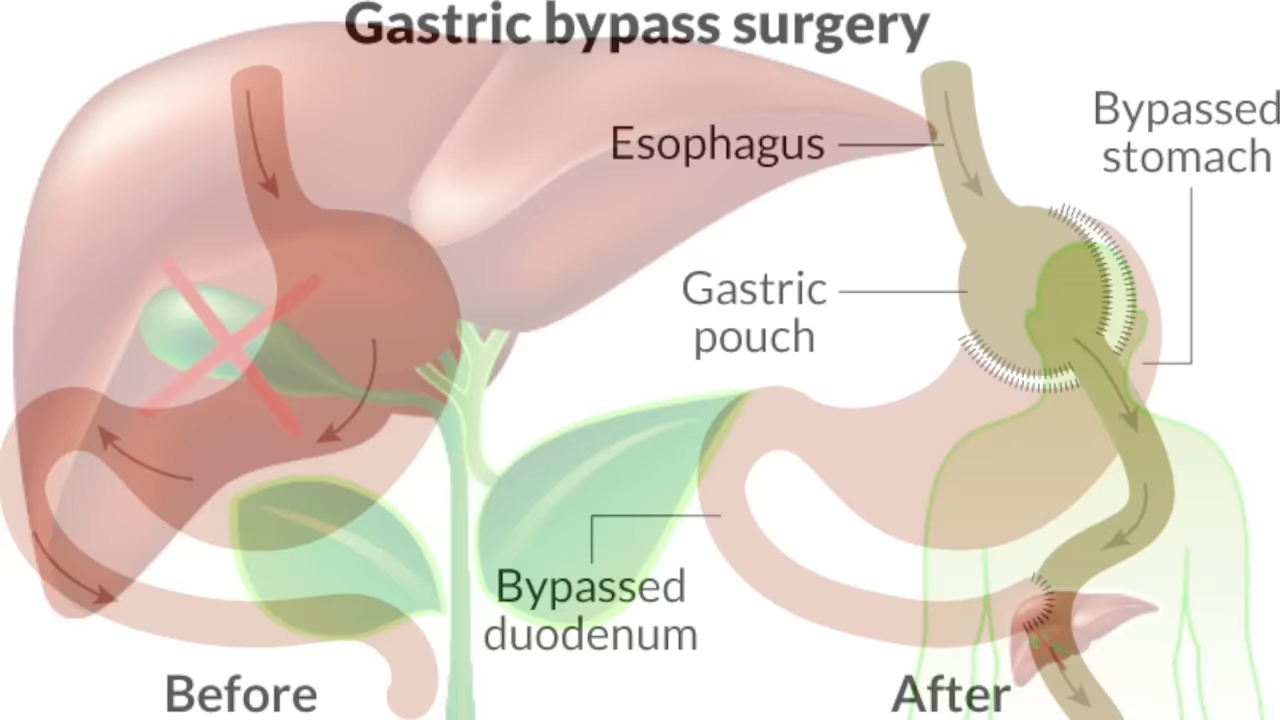 Gastric bypass surgery
Esophagus
Bypassed
stomach
Gastric
pouch
Bypassed
duodenum
Before
After